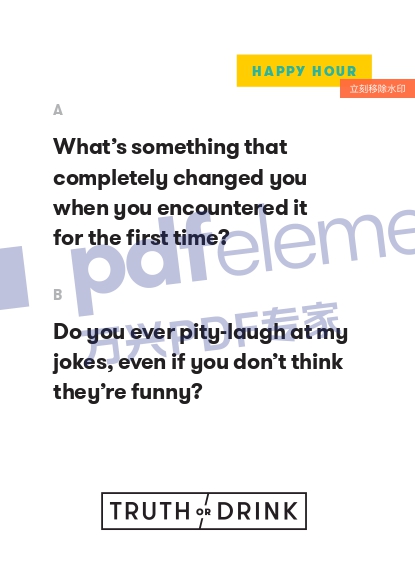 HAPPY HOUR
立刻移除水印
A
What’s something that
completely changed you
when you encountered it
for the first time?
pdfeleme
万兴PDF专家
B
Do you ever pity-laugh at my
jokes, even if you don’t think
they’re funny?
TRUTH OR DRINK